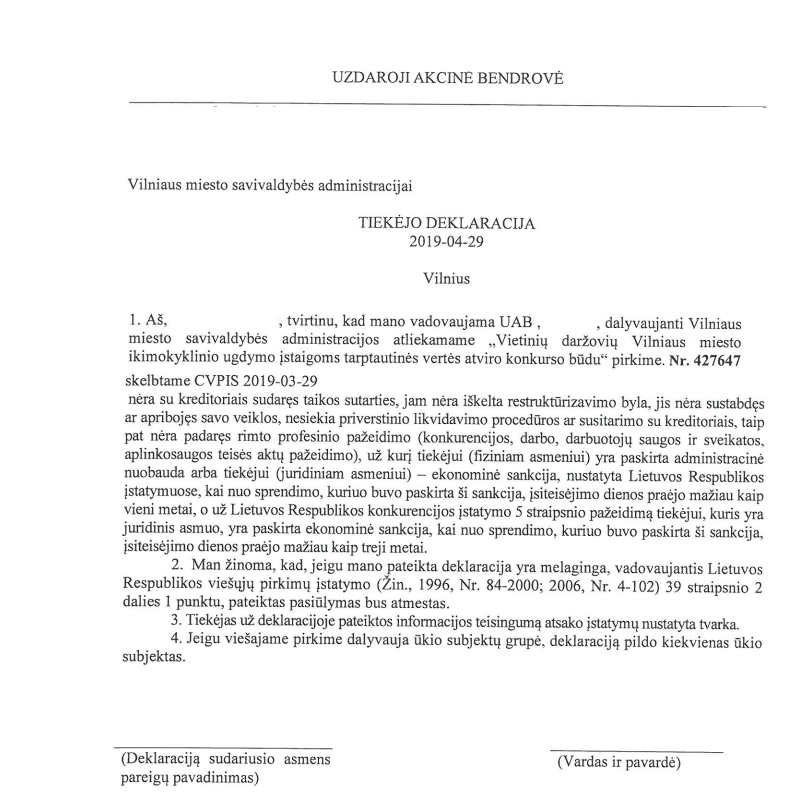 UZDAROJI AKCINĖ BENDROVĖ
Vilniaus miesto savivaldybės administracijai
TIEKĖJO DEKLARACIJA
2019-04-29
Vilnius
1. Aš, , tvirtinu, kad mano vadovaujama UAB , , dalyvaujanti Vilniaus
miesto savivaldybės administracijos atliekamame „Vietinių daržovių Vilniaus miesto
ikimokyklinio ugdymo įstaigoms tarptautinės vertės atviro konkurso būdu“ pirkime. Nr. 427647
skelbtame CVPIS 2019-03-29
nėra su kreditoriais sudaręs taikos sutarties, jam nėra iškelta restruktūrizavimo byla, jis nėra sustabdęs
ar apribojęs savo veiklos, nesiekia priverstinio likvidavimo procedūros ar susitarimo su kreditoriais, taip
pat nėra padaręs rimto profesinio pažeidimo (konkurencijos, darbo, darbuotojų saugos ir sveikatos,
aplinkosaugos teisės aktų pažeidimo), už kurį tiekėjui (fiziniam asmeniui) yra paskirta administracinė
nuobauda arba tiekėjui (juridiniam asmeniui) – ekonominė sankcija, nustatyta Lietuvos Respublikos
įstatymuose, kai nuo sprendimo, kuriuo buvo paskirta ši sankcija, įsiteisėjimo dienos praėjo mažiau kaip
vieni metai, o už Lietuvos Respublikos konkurencijos įstatymo 5 straipsnio pažeidimą tiekėjui, kuris yra
juridinis asmuo, yra paskirta ekonominė sankcija, kai nuo sprendimo, kuriuo buvo paskirta ši sankcija,
įsiteisėjimo dienos praėjo mažiau kaip treji metai.
2. Man žinoma, kad, jeigu mano pateikta deklaracija yra melaginga, vadovaujantis Lietuvos
Respublikos viešųjų pirkimų įstatymo (Žin., 1996, Nr. 84-2000; 2006, Nr. 4-102) 39 straipsnio 2
dalies 1 punktu, pateiktas pasiūlymas bus atmestas.
3. Tiekėjas už deklaracijoje pateiktos informacijos teisingumą atsako įstatymų nustatyta tvarka.
4. Jeigu viešajame pirkime dalyvauja ūkio subjektų grupė, deklaraciją pildo kiekvienas ūkio
subjektas.
(Deklaraciją sudariusio asmens
pareigų pavadinimas)
(Vardas ir pavardė)